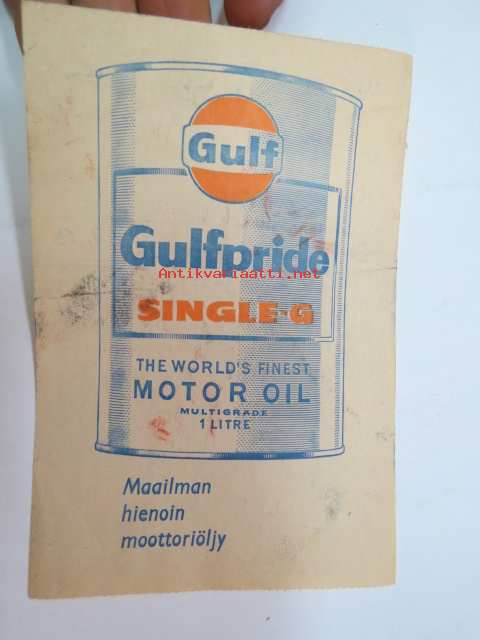 Gulf
Gulfpride
Antikvariaatti.net
SINGLE-G
THE WORLD'S FINEST
MOTOR OIL
MULTIGRADE
1 LITRE
Maailman
hienoin
moottoriöljy